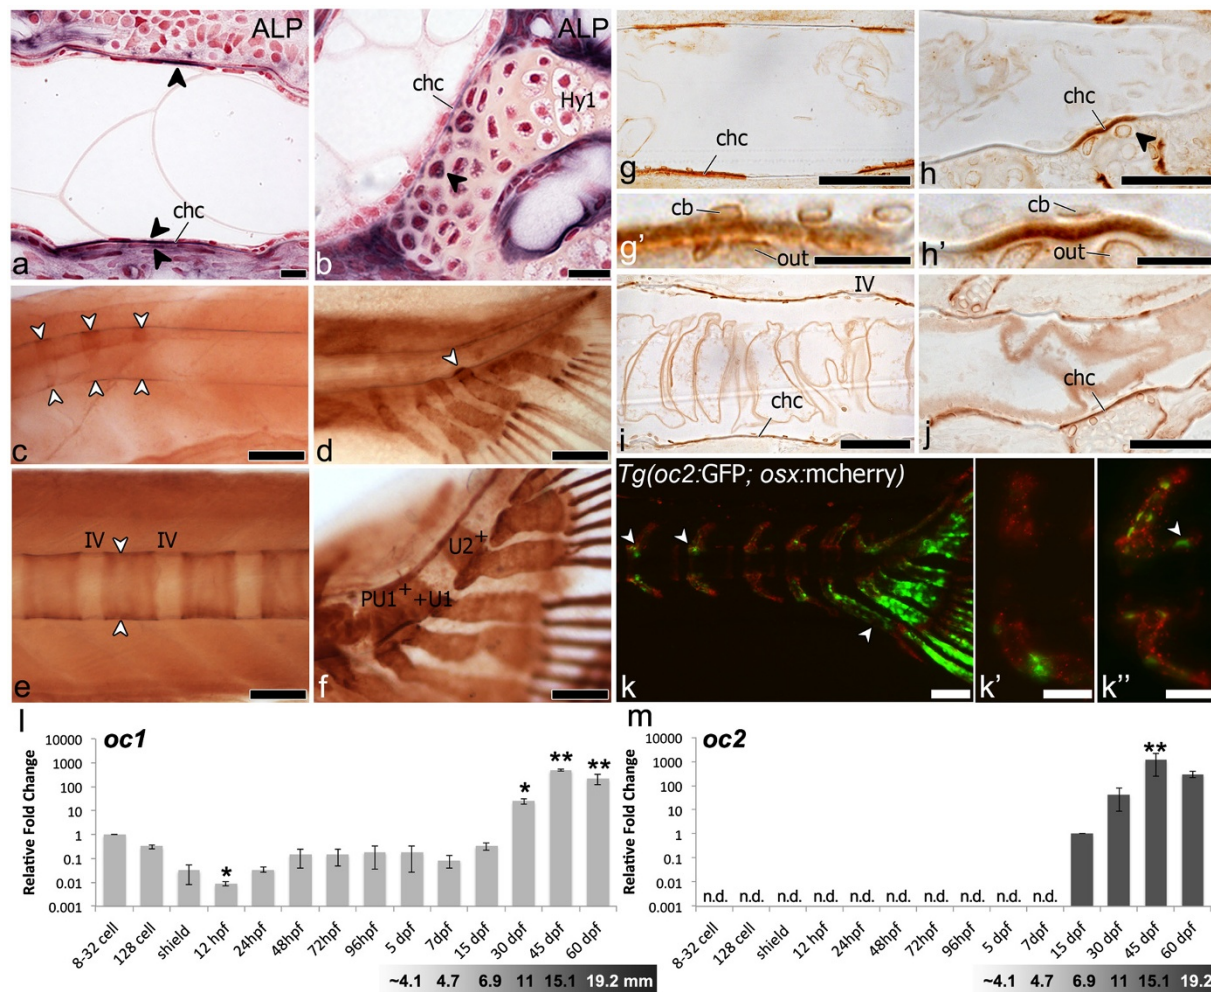 ALP
chc
a
ALP
chc
Hy1
b
c
d
IV
IV
e
U2+
PU1+ +U1
f
chc
g
chc
h
cb
out
g'
cb
out
h'
IV
chc
i
chc
j
Tg(oc2:GFP; osx:mcherry)
k
k'
k''
l
oc1
Relative Fold Change
10000
1000
100
10
1
0.1
0.01
0.001
*
*
**
**
8-32 cell
128 cell
shield
12 hpf
24hpf
48hpf
72hpf
96hpf
5 dpf
7dpf
15 dpf
30 dpf
45 dpf
60 dpf
~4.1 4.7 6.9 11 15.1 19.2 mm
m
oc2
Relative Fold Change
10000
1000
100
10
1
0.1
0.01
0.001
**
n.d. n.d. n.d. n.d. n.d. n.d. n.d. n.d. n.d. n.d.
8-32 cell
128 cell
shield
12 hpf
24hpf
48hpf
72hpf
96hpf
5 dpf
7dpf
15 dpf
30 dpf
45 dpf
60 dpf
~4.1 4.7 6.9 11 15.1 19.2